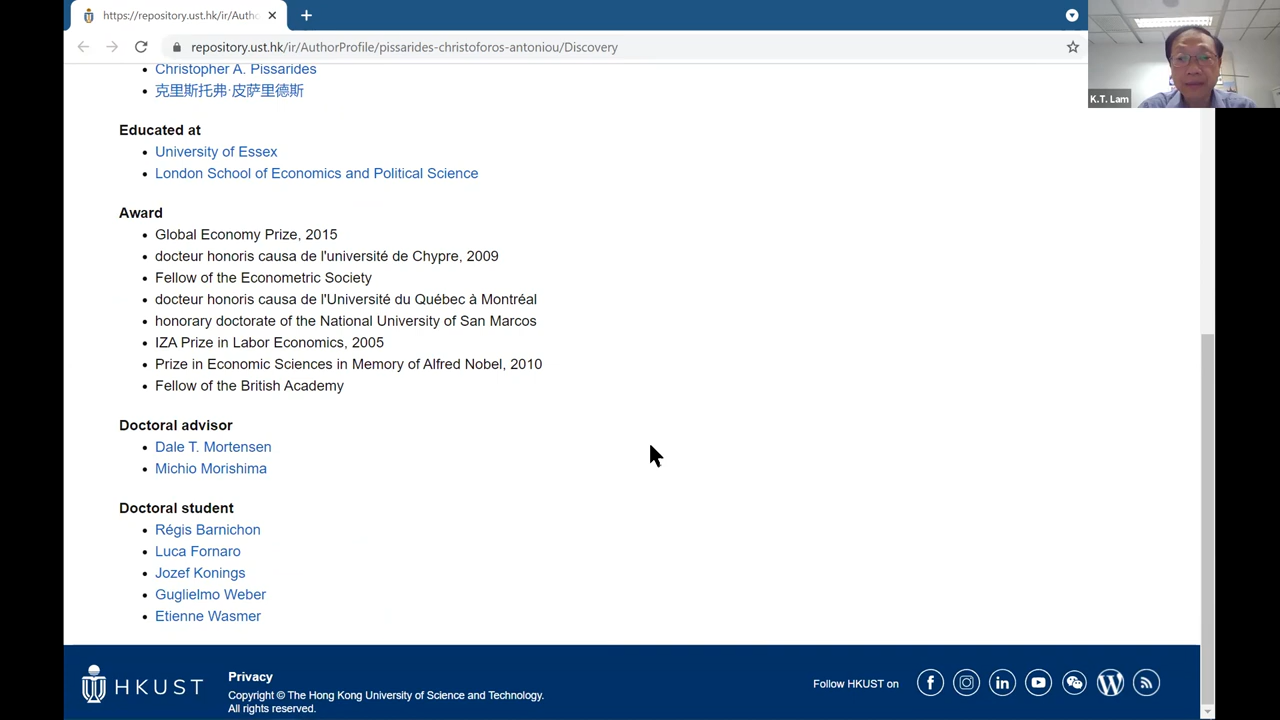 https://repository.ust.hk/ir/Autho
repository.ust.hk/ir/AuthorProfile/pissarides-christoforos-antoniou/Discovery
K.T. Lam
Christopher A. Pissarides
克里斯托弗·皮萨里德斯
Educated at
University of Essex
London School of Economics and Political Science
Award
Global Economy Prize, 2015
docteur honoris causa de l'université de Chypre, 2009
Fellow of the Econometric Society
docteur honoris causa de l'Université du Québec à Montréal
honorary doctorate of the National University of San Marcos
IZA Prize in Labor Economics, 2005
Prize in Economic Sciences in Memory of Alfred Nobel, 2010
Fellow of the British Academy
Doctoral advisor
Dale T. Mortensen
Michio Morishima
Doctoral student
Régis Barnichon
Luca Fornaro
Jozef Konings
Guglielmo Weber
Etienne Wasmer
HKUST
Privacy
Copyright © The Hong Kong University of Science and Technology.
All rights reserved.
Follow HKUST on